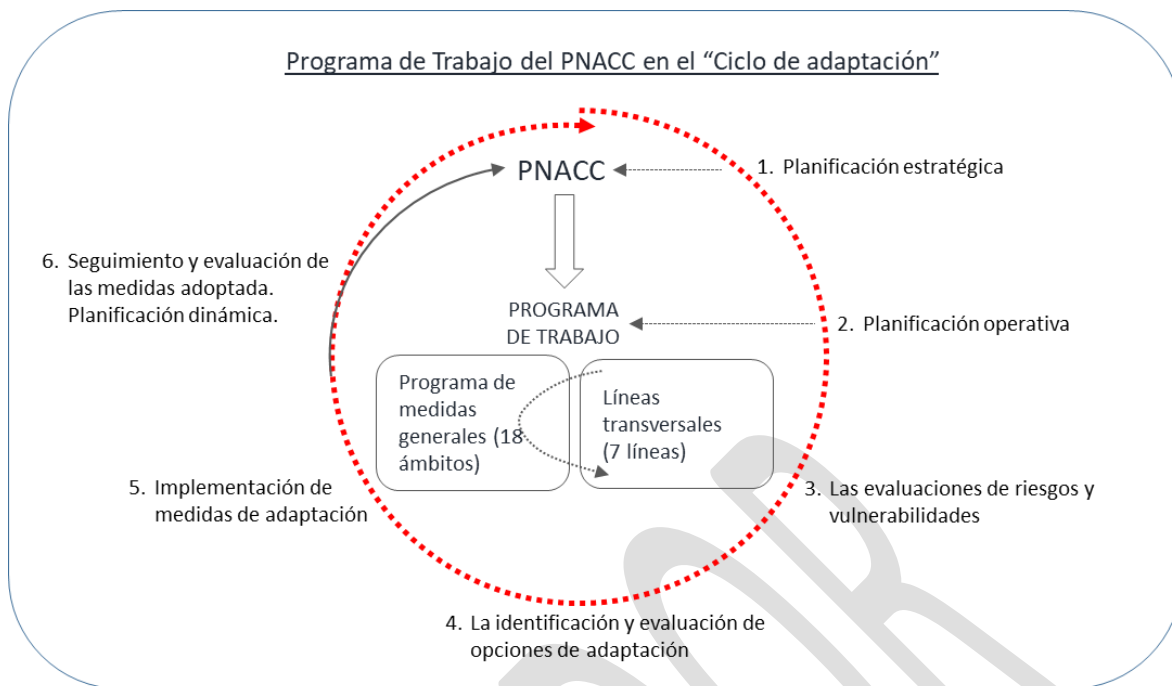 Programa de Trabajo del PNACC en el “Ciclo de adaptación”
PNACC
1. Planificación estratégica
6. Seguimiento y evaluación de
las medidas adoptada.
Planificación dinámica.
PROGRAMA
DE TRABAJO
2. Planificación operativa
Programa de
medidas
generales (18
ámbitos)
Líneas
transversales
(7 líneas)
3. Las evaluaciones de riesgos y
vulnerabilidades
5. Implementación de
medidas de adaptación
4. La identificación y evaluación de
opciones de adaptación